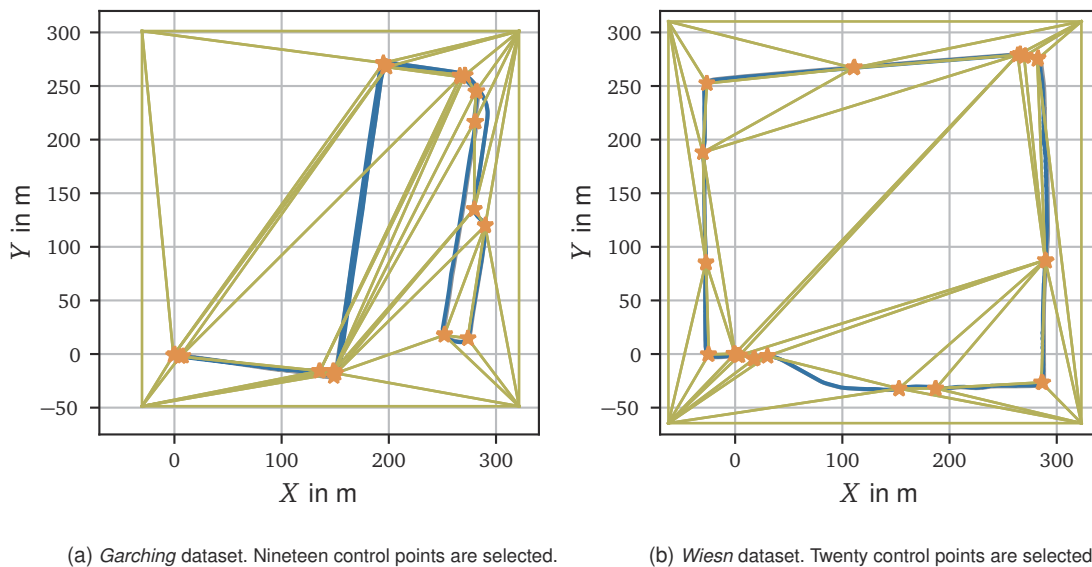 300
250
200
150
100
50
0
−50
Y in m
0 100 200 300
X in m
300
250
200
150
100
50
0
−50
Y in m
0 100 200 300
X in m
(a) Garching dataset. Nineteen control points are selected.
(b) Wiesn dataset. Twenty control points are selected